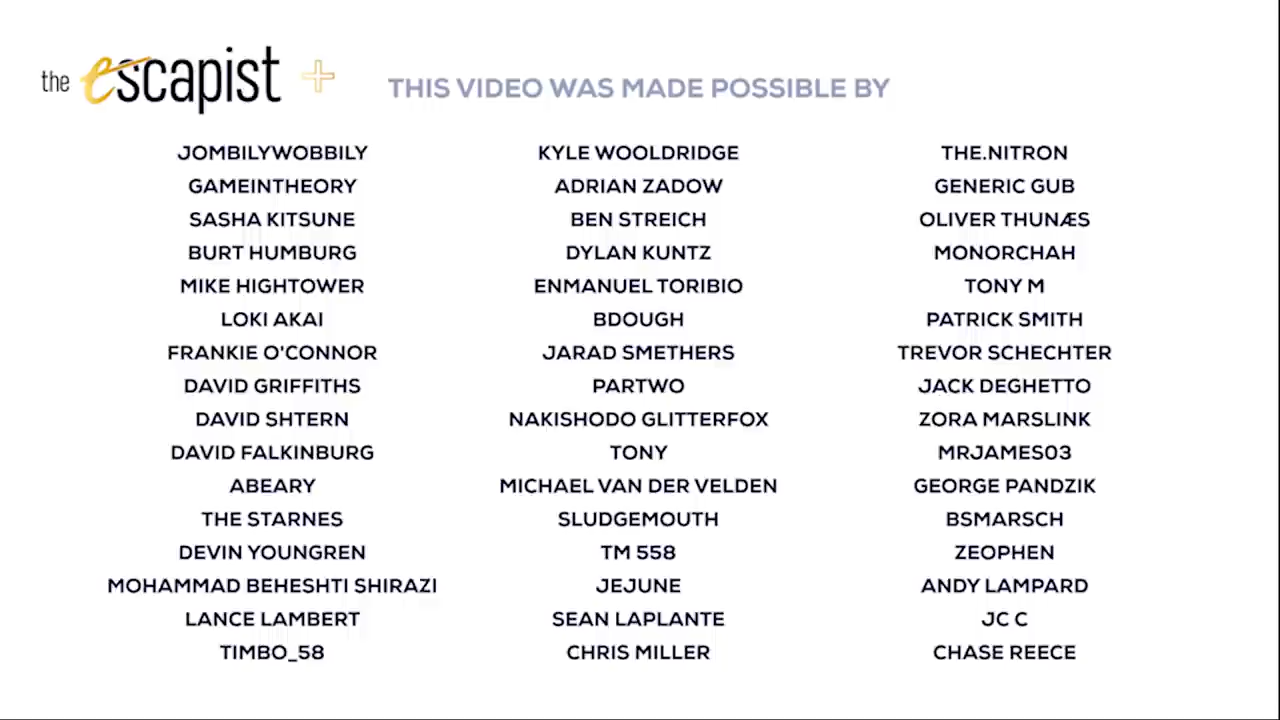 the escapist +
THIS VIDEO WAS MADE POSSIBLE BY
JOMBILYWOBBILY
GAMEINTHEORY
SASHA KITSUNE
BURT HUMBURG
MIKE HIGHTOWER
LOKI AKAI
FRANKIE O'CONNOR
DAVID GRIFFITHS
DAVID SHTERN
DAVID FALKINBURG
ABEARY
THE STARNES
DEVIN YOUNGREN
MOHAMMAD BEHESHTI SHIRAZI
LANCE LAMBERT
TIMBO_58
KYLE WOOLDRIDGE
ADRIAN ZADOW
BEN STREICH
DYLAN KUNTZ
ENMANUEL TORIBIO
BDOUGH
JARAD SMETHERS
PARTWO
NAKISHODO GLITTERFOX
TONY
MICHAEL VAN DER VELDEN
SLUDGEMOUTH
TM 558
JEJUNE
SEAN LAPLANTE
CHRIS MILLER
THE.NITRON
GENERIC GUB
OLIVER THUNÆS
MONORCHAH
TONY M
PATRICK SMITH
TREVOR SCHECHTER
JACK DEGHETTO
ZORA MARSLINK
MRJAMES03
GEORGE PANDZIK
BSMARSCH
ZEOPHEN
ANDY LAMPARD
JC C
CHASE REECE